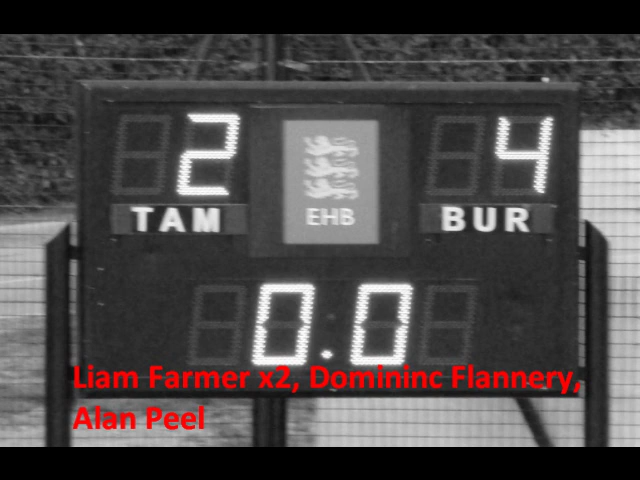 2 4
EHB
TAM BUR
0.0
Liam Farmer x2, Domininc Flannery,
Alan Peel